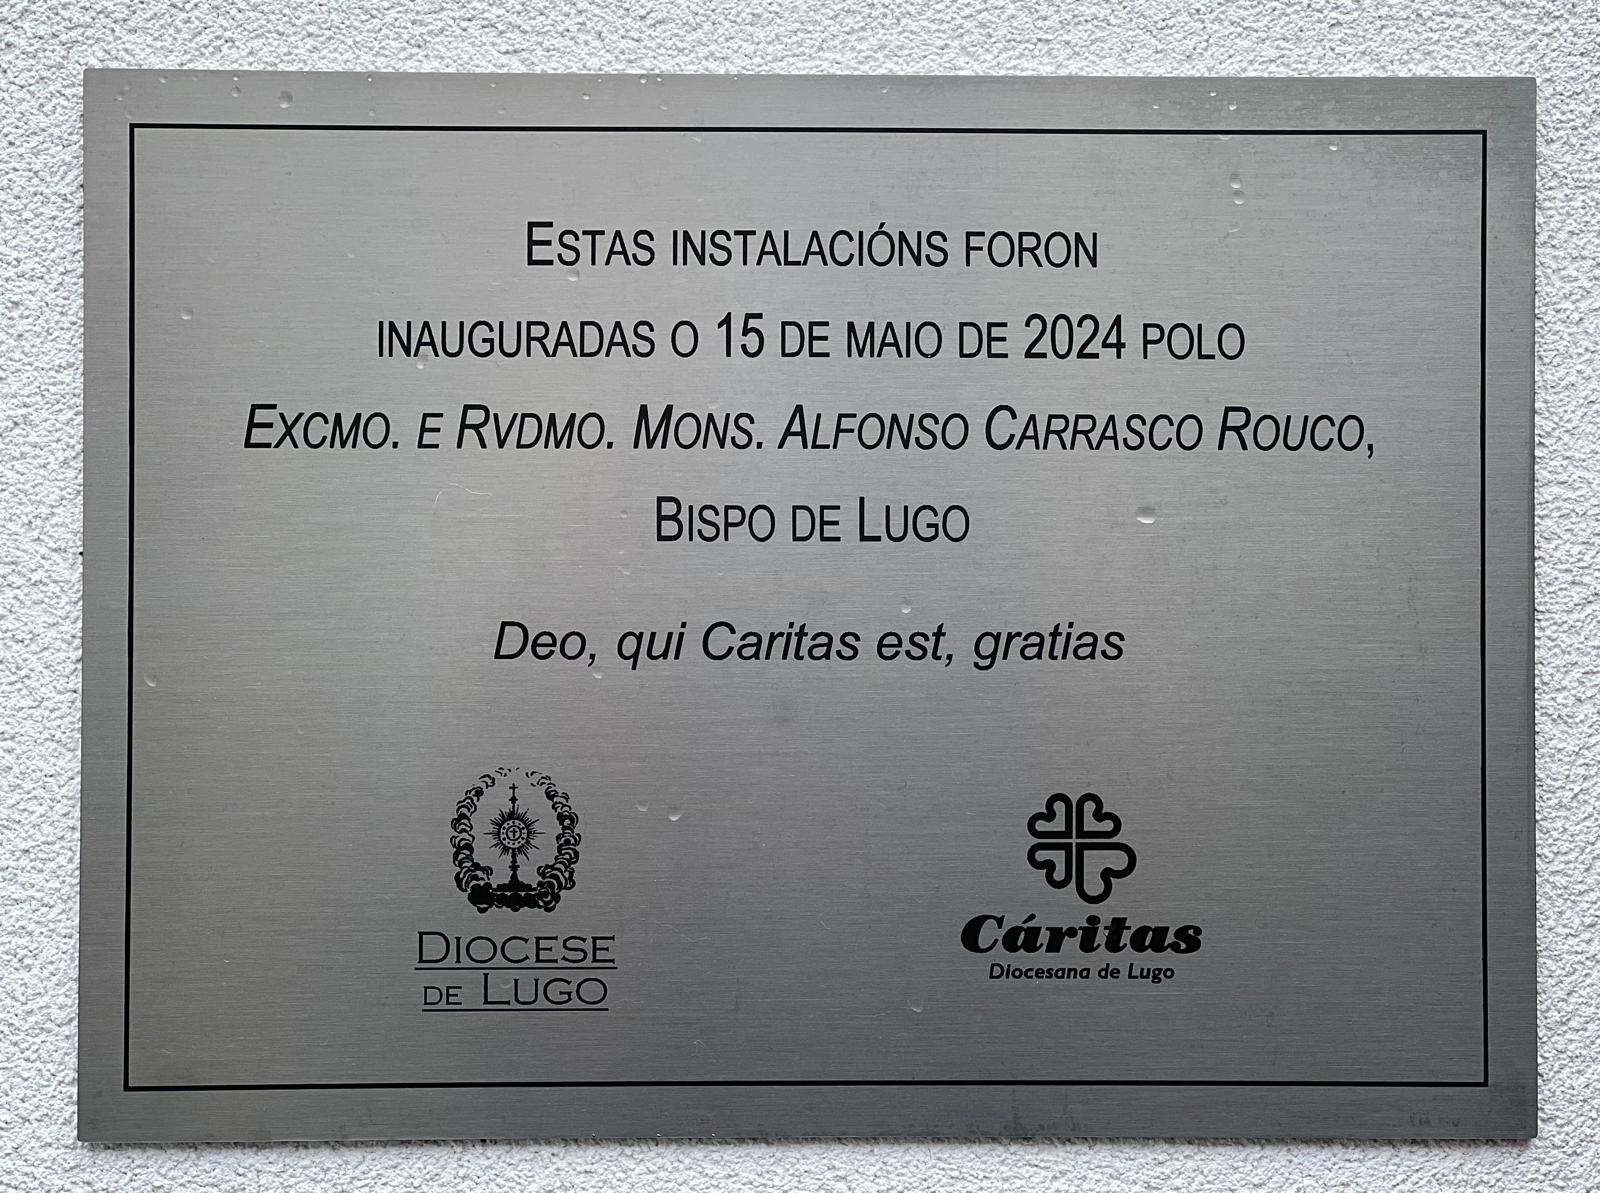 ESTAS INSTALACIÓNS FORON
INAUGURADAS O 15 DE MAIO DE 2024 POLO
EXCMO. E RVDMO. MONS. ALFONSO CARRASCO ROUCO,
BISPO DE LUGO
Deo, qui Caritas est, gratias
DIOCESE
DE LUGO
Cáritas
Diocesana de Lugo